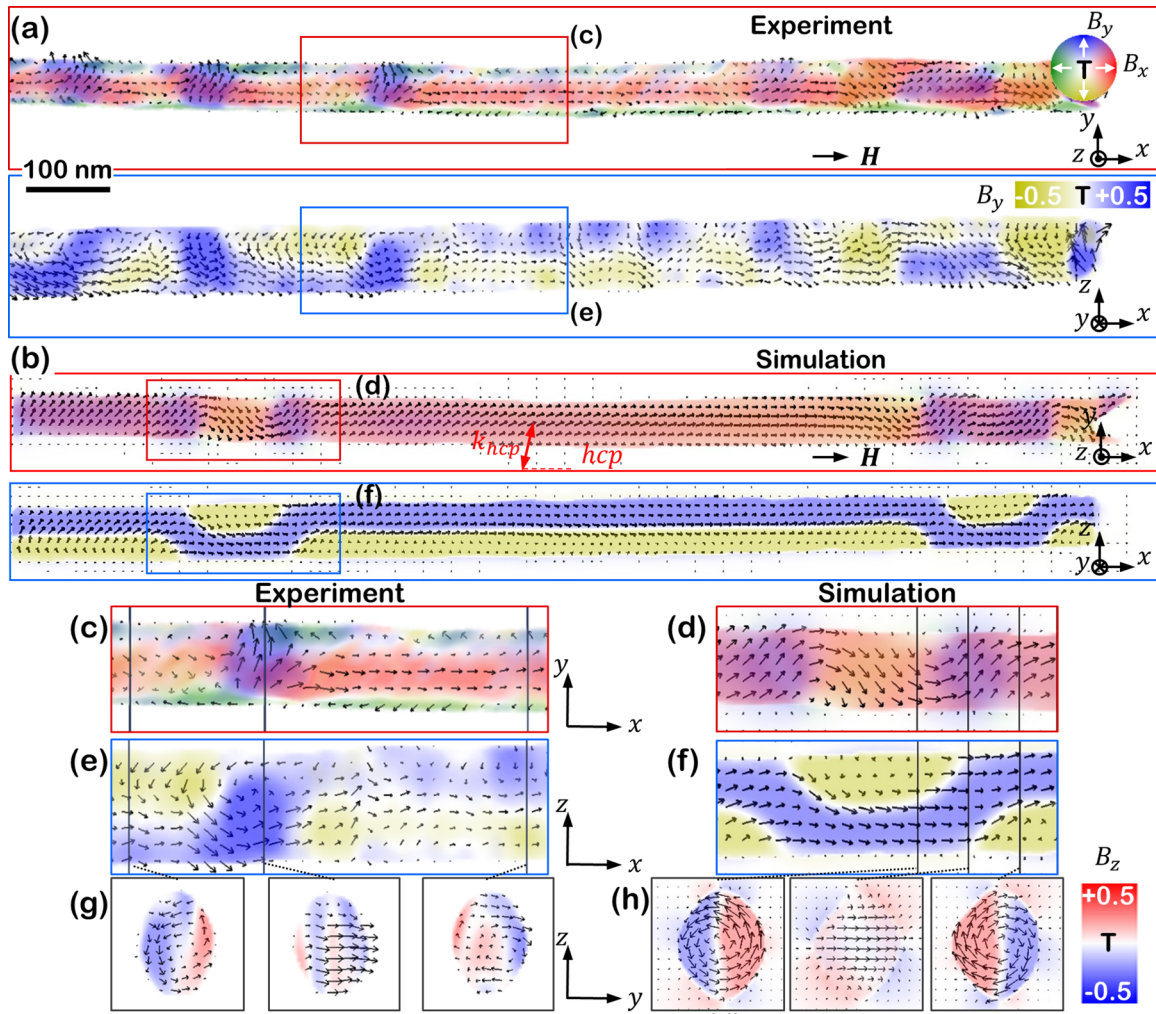 (a)
(c)
Experiment
B_y
T
B_x
y
z
x
H
100 nm
B_y
-0.5 T +0.5
(e)
z
y
x
(b)
Simulation
(d)
k_hcp
hcp
H
y
z
x
(f)
z
y
x
Experiment
Simulation
(c)
y
x
(d)
(e)
z
x
(f)
(g)
z
y
(h)
B_z
+0.5
T
-0.5